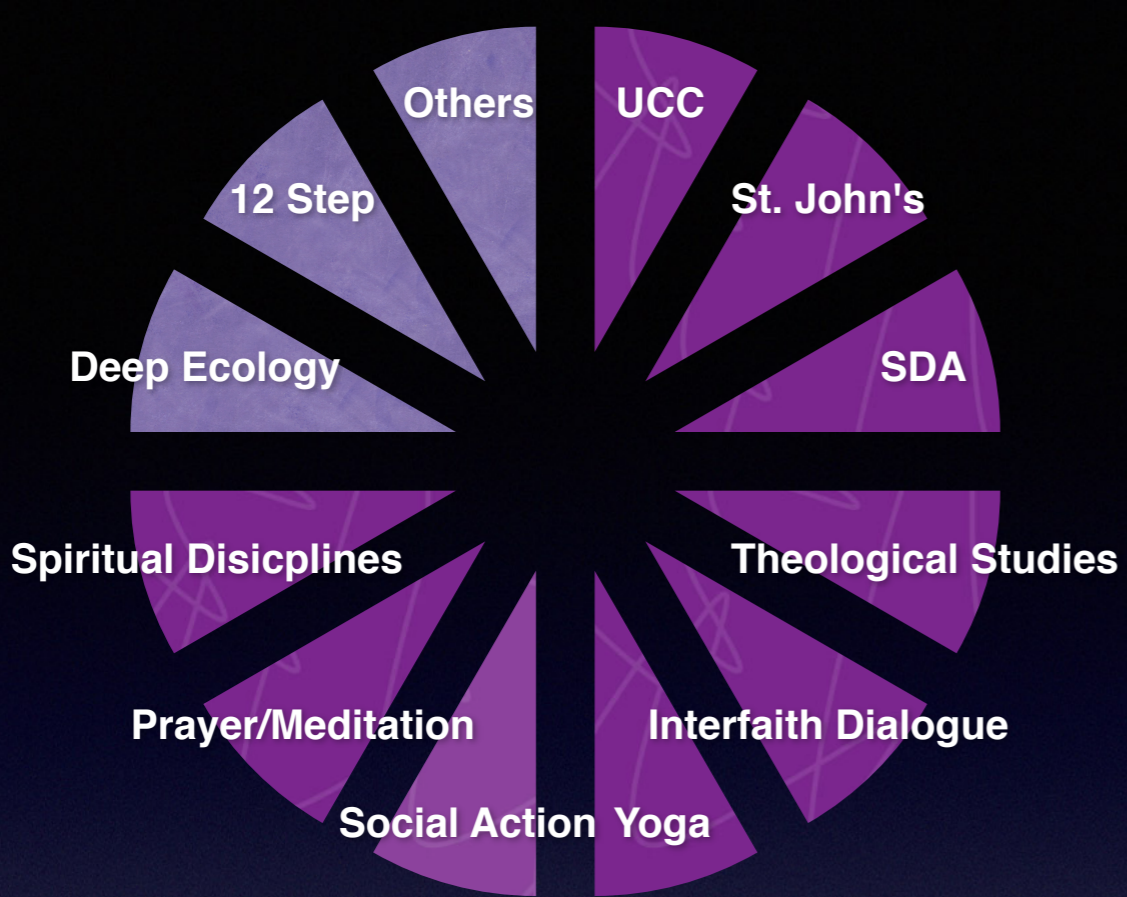 Others
UCC
12 Step
St. John's
Deep Ecology
SDA
Spiritual Disicplines
Theological Studies
Prayer/Meditation
Interfaith Dialogue
Social Action
Yoga